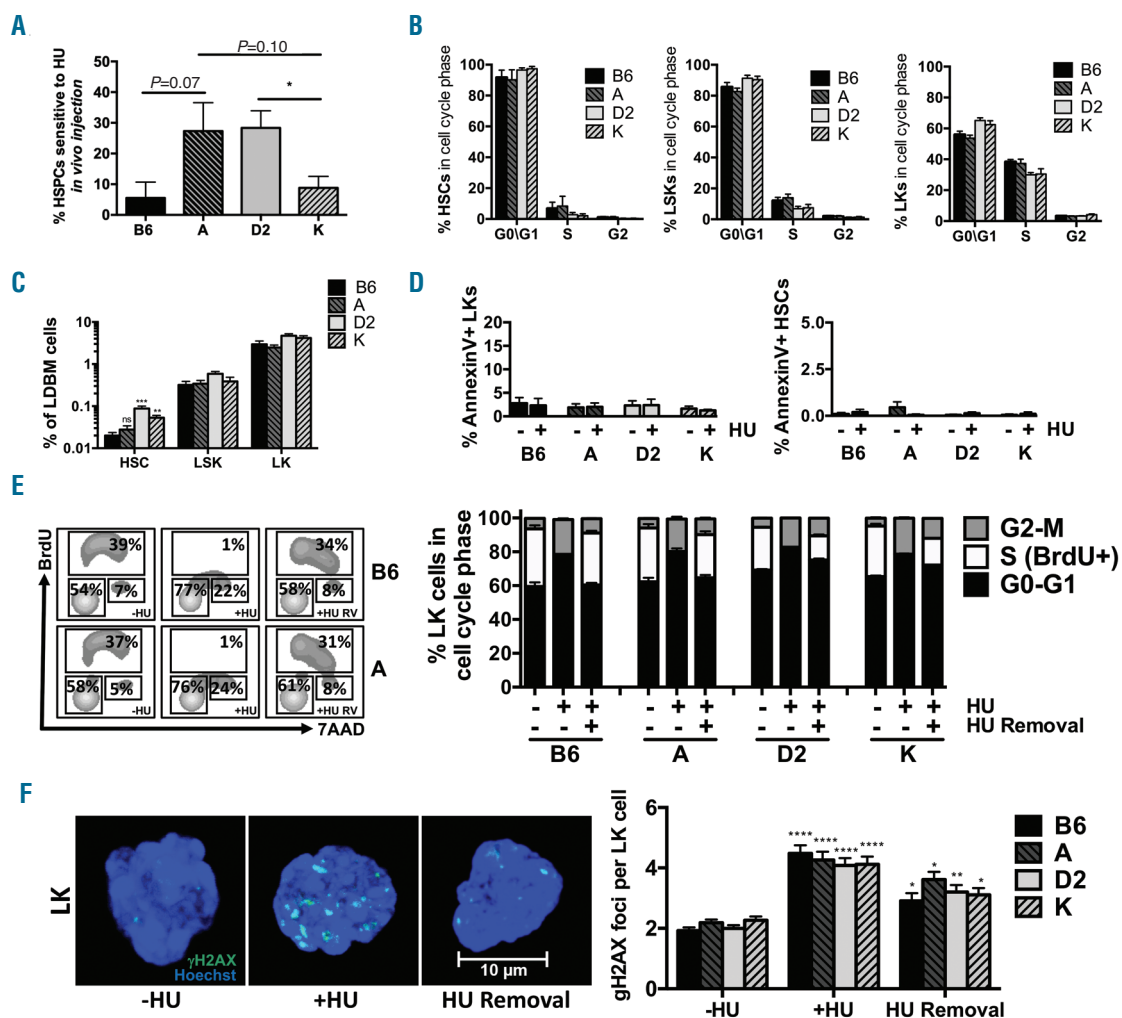 A
% HSPCs sensitive to HU
in vivo injection
50
40
30
20
10
0
P=0.10
P=0.07
*
B6 A D2 K
B
% HSCs in cell cycle phase
100
80
60
40
20
0
G0\G1 S G2
B6
A
D2
K
% LSKs in cell cycle phase
100
80
60
40
20
0
G0\G1 S G2
B6
A
D2
K
% LKs in cell cycle phase
100
80
60
40
20
0
G0\G1 S G2
B6
A
D2
K
C
% of LDBM cells
10
1
0.1
0.01
ns *** **
HSC LSK LK
B6
A
D2
K
D
% AnnexinV+ LKs
20
15
10
5
0
- + - + - + - + HU
B6 A D2 K
% AnnexinV+ HSCs
5.0
2.5
0.0
- + - + - + - + HU
B6 A D2 K
E
BrdU
39% 1% 34%
54% 7% 77% 22% 58% 8%
-HU +HU +HU RV
B6
37% 1% 31%
58% 5% 76% 24% 61% 8%
-HU +HU +HU RV
A
7AAD
% LK cells in
cell cycle phase
100
80
60
40
20
0
G2-M
S (BrdU+)
G0-G1
- + + - + + - + + - + + HU
- - + - - + - - + - - + HU Removal
B6 A D2 K
F
LK
γH2AX
Hoechst
10 µm
-HU +HU HU Removal
gH2AX foci per LK cell
6
4
2
0
**** **** **** ****
* * ** *
-HU +HU HU Removal
B6
A
D2
K